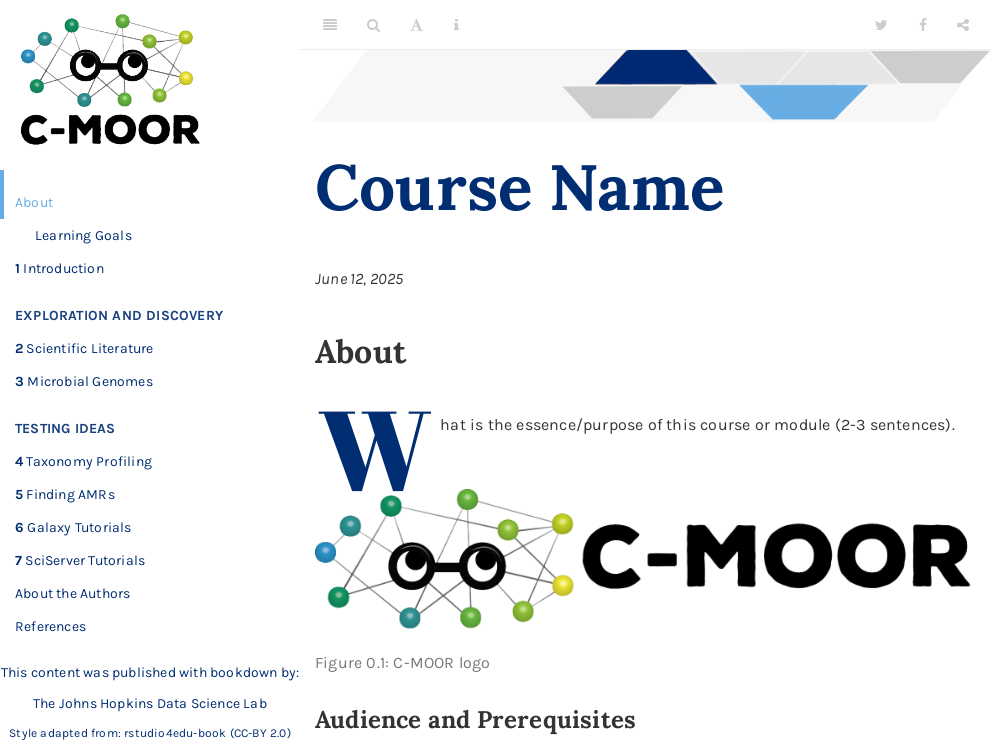 C-MOOR
About
Learning Goals
1 Introduction
EXPLORATION AND DISCOVERY
2 Scientific Literature
3 Microbial Genomes
TESTING IDEAS
4 Taxonomy Profiling
5 Finding AMRs
6 Galaxy Tutorials
7 SciServer Tutorials
About the Authors
References
This content was published with bookdown by:
The Johns Hopkins Data Science Lab
Style adapted from: rstudio4edu-book (CC-BY 2.0)
Course Name
June 12, 2025
About
What is the essence/purpose of this course or module (2-3 sentences).
C-MOOR
Figure 0.1: C-MOOR logo
Audience and Prerequisites